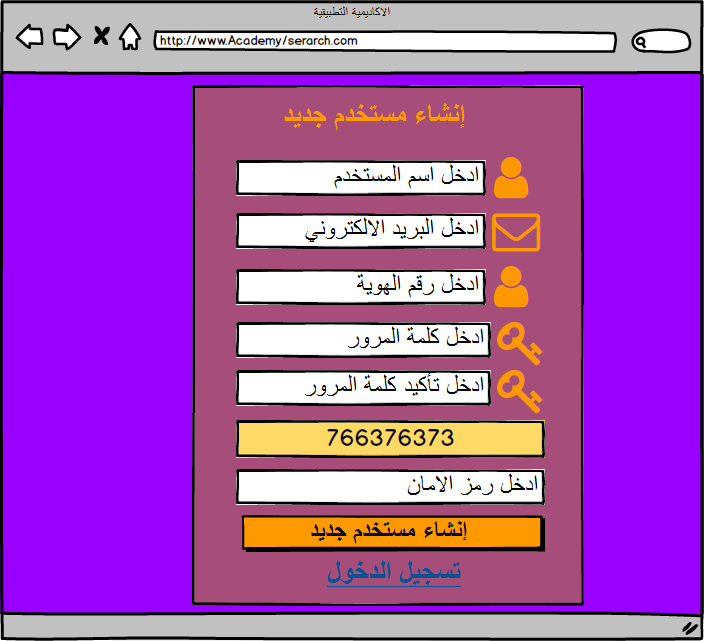 الاكاديمية التطبيقية
http://www.Academy/serarch.com
إنشاء مستخدم جديد
ادخل اسم المستخدم
ادخل البريد الالكتروني
ادخل رقم الهوية
ادخل كلمة المرور
ادخل تأكيد كلمة المرور
766376373
ادخل رمز الامان
إنشاء مستخدم جديد
تسجيل الدخول